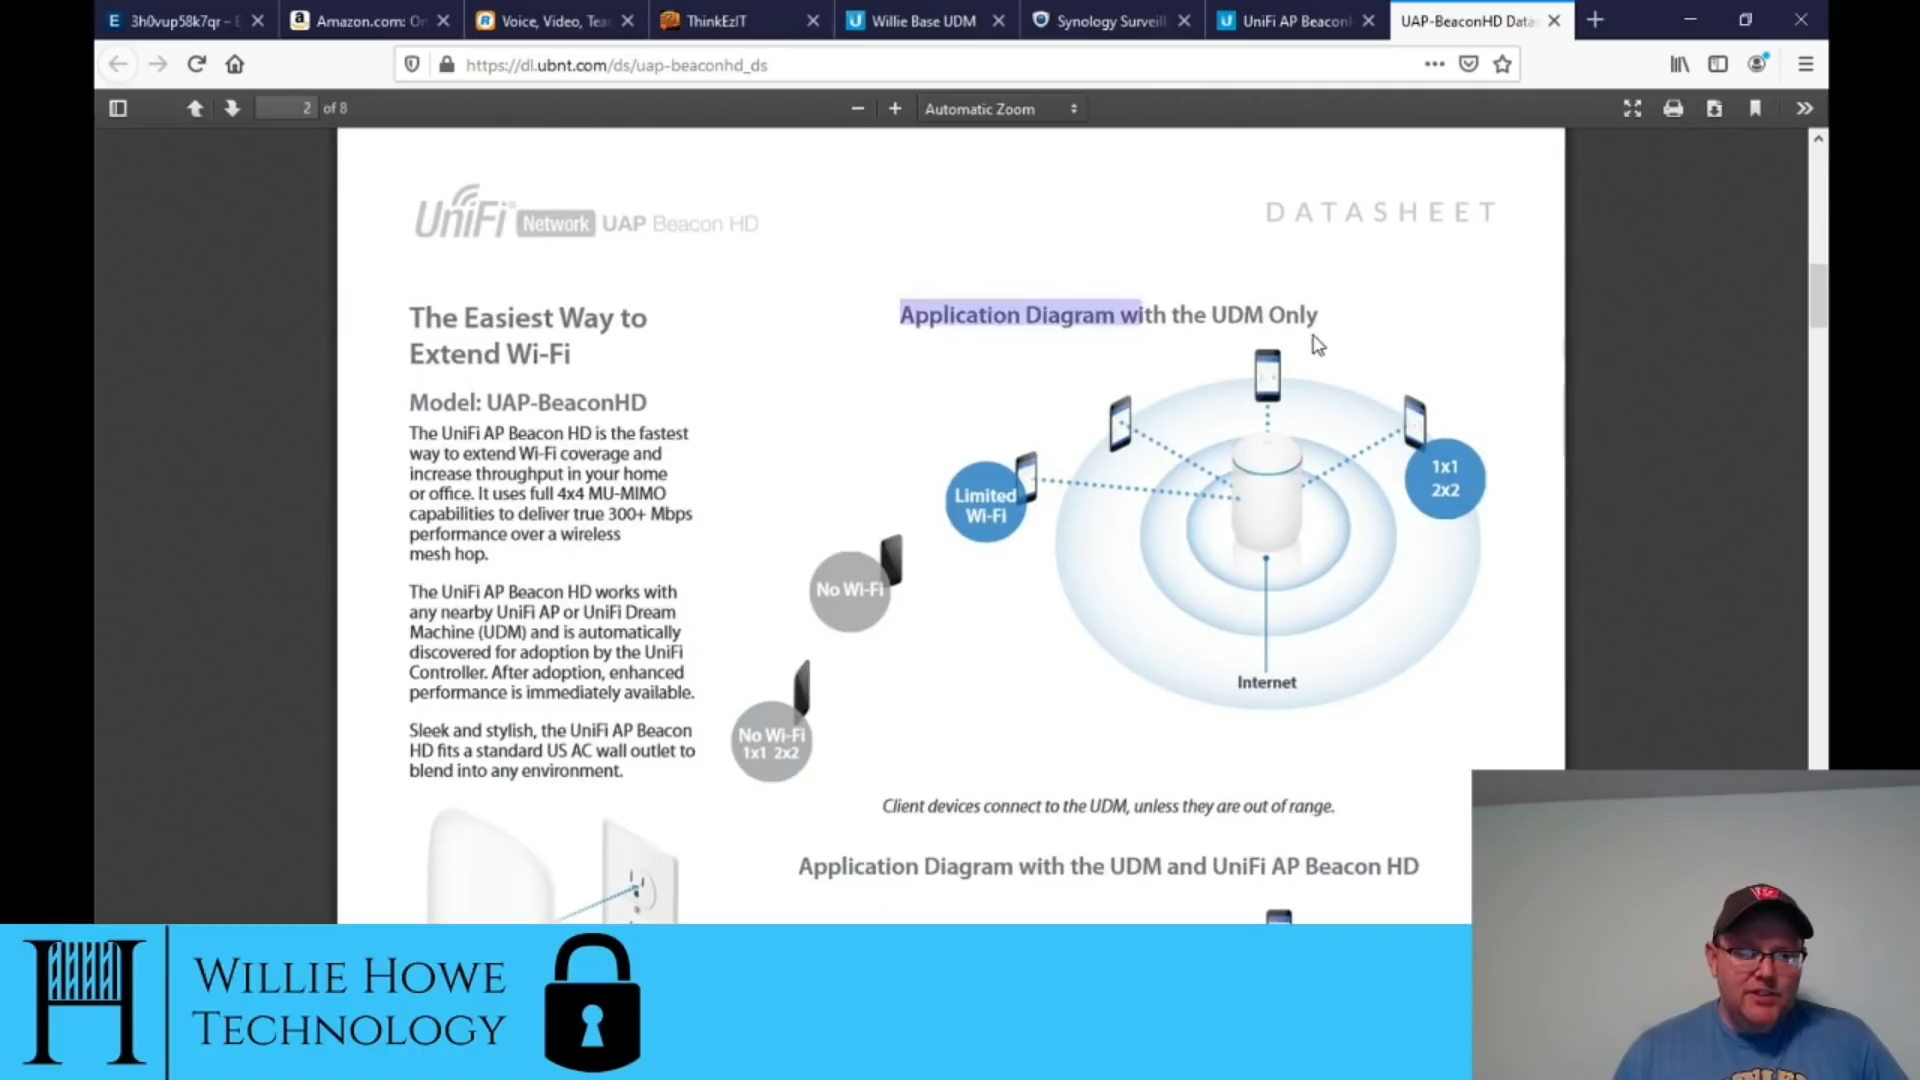 3h0vup58k7qr – E
Amazon.com: On
Voice, Video, Tea
ThinkEzIT
Willie Base UDM
Synology Surveill
UniFi AP Beacon
UAP-BeaconHD Datas
https://dl.ubnt.com/ds/uap-beaconhd_ds
2 of 8
Automatic Zoom
UniFi Network UAP Beacon HD
DATASHEET
The Easiest Way to
Extend Wi-Fi
Model: UAP-BeaconHD
The UniFi AP Beacon HD is the fastest
way to extend Wi-Fi coverage and
increase throughput in your home
or office. It uses full 4x4 MU-MIMO
capabilities to deliver true 300+ Mbps
performance over a wireless
mesh hop.
The UniFi AP Beacon HD works with
any nearby UniFi AP or UniFi Dream
Machine (UDM) and is automatically
discovered for adoption by the UniFi
Controller. After adoption, enhanced
performance is immediately available.
Sleek and stylish, the UniFi AP Beacon
HD fits a standard US AC wall outlet to
blend into any environment.
Application Diagram with the UDM Only
1x1
2x2
Limited
Wi-Fi
No Wi-Fi
No Wi-Fi
1x1 2x2
Internet
Client devices connect to the UDM, unless they are out of range.
Application Diagram with the UDM and UniFi AP Beacon HD
WILLIE HOWE
TECHNOLOGY